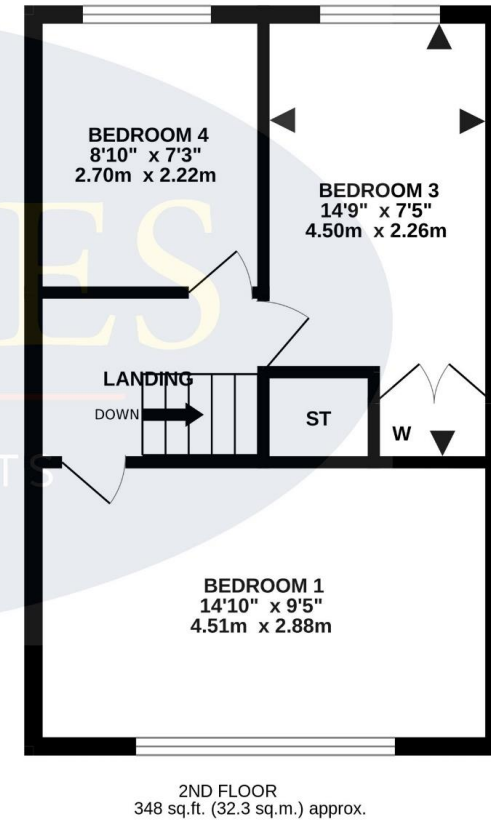 BEDROOM 4
8'10" x 7'3"
2.70m x 2.22m
BEDROOM 3
14'9" x 7'5"
4.50m x 2.26m
LANDING
DOWN
ST
W
BEDROOM 1
14'10" x 9'5"
4.51m x 2.88m
2ND FLOOR
348 sq.ft. (32.3 sq.m.) approx.